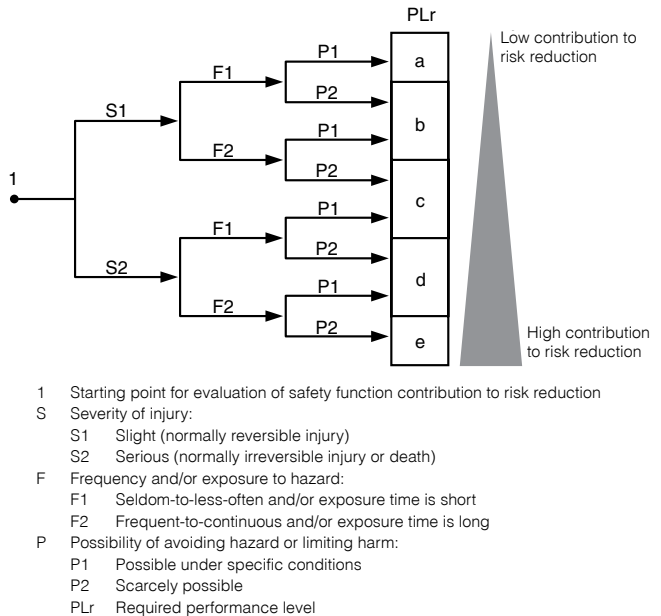 PLr
Low contribution to
risk reduction
P1
a
F1
P2
S1
b
P1
F2
P2
1
c
P1
F1
P2
S2
d
P1
F2
P2
e
High contribution
to risk reduction
1 Starting point for evaluation of safety function contribution to risk reduction
S Severity of injury:
S1 Slight (normally reversible injury)
S2 Serious (normally irreversible injury or death)
F Frequency and/or exposure to hazard:
F1 Seldom-to-less-often and/or exposure time is short
F2 Frequent-to-continuous and/or exposure time is long
P Possibility of avoiding hazard or limiting harm:
P1 Possible under specific conditions
P2 Scarcely possible
PLr Required performance level